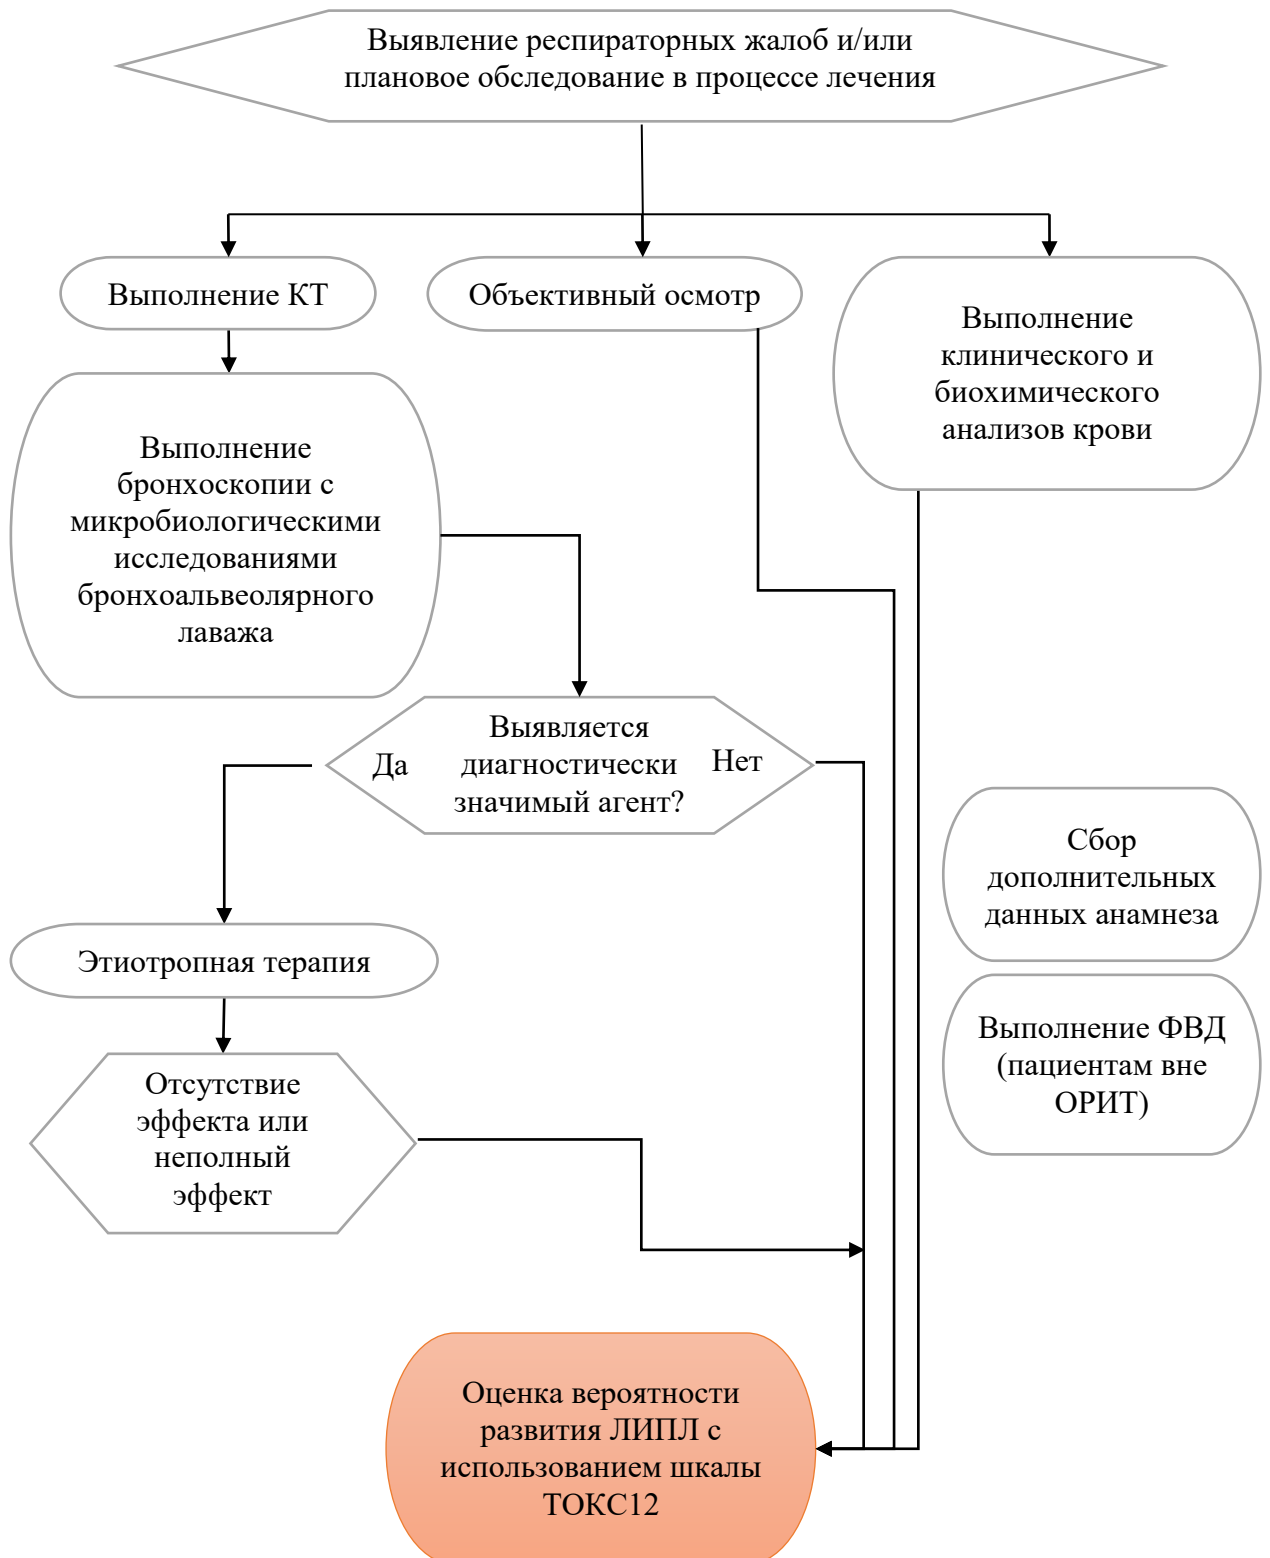 Выявление респираторных жалоб и/или
плановое обследование в процессе лечения
Выполнение КТ
Объективный осмотр
Выполнение
клинического и
биохимического
анализов крови
Выполнение
бронхоскопии с
микробиологическими
исследованиями
бронхоальвеолярного
лаважа
Да
Выявляется
диагностически
значимый агент?
Нет
Сбор
дополнительных
данных анамнеза
Этиотропная терапия
Выполнение ФВД
(пациентам вне
ОРИТ)
Отсутствие
эффекта или
неполный
эффект
Оценка вероятности
развития ЛИПЛ с
использованием шкалы
ТОКС12